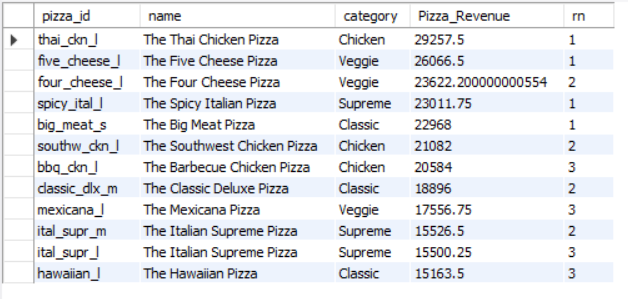 pizza_id name category Pizza_Revenue rn
thai_ckn_l The Thai Chicken Pizza Chicken 29257.5 1
five_cheese_l The Five Cheese Pizza Veggie 26066.5 1
four_cheese_l The Four Cheese Pizza Veggie 23622.200000000554 2
spicy_ital_l The Spicy Italian Pizza Supreme 23011.75 1
big_meat_s The Big Meat Pizza Classic 22968 1
southw_ckn_l The Southwest Chicken Pizza Chicken 21082 2
bbq_ckn_l The Barbecue Chicken Pizza Chicken 20584 3
classic_dlx_m The Classic Deluxe Pizza Classic 18896 2
mexicana_l The Mexicana Pizza Veggie 17556.75 3
ital_supr_m The Italian Supreme Pizza Supreme 15526.5 2
ital_supr_l The Italian Supreme Pizza Supreme 15500.25 3
hawaiian_l The Hawaiian Pizza Classic 15163.5 3